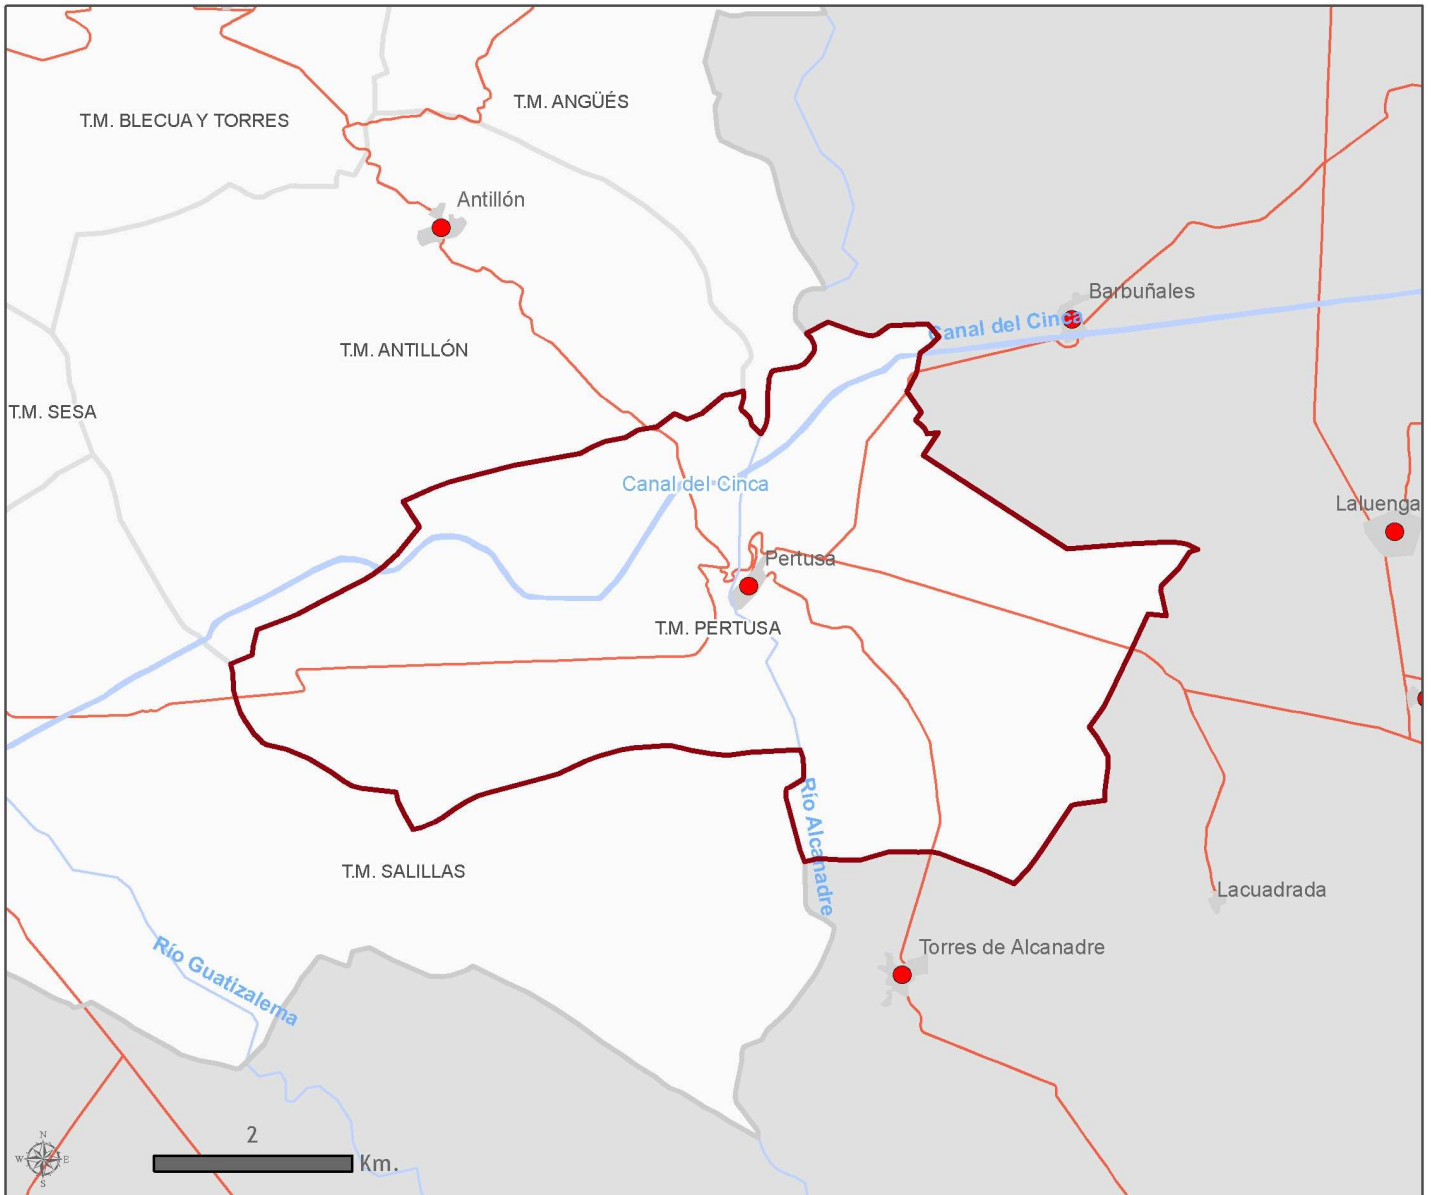 T.M. ANGÜÉS
T.M. BLECUA Y TORRES
Antillón
Barbuñales
Canal del Cinca
T.M. ANTILLÓN
T.M. SESA
Canal del Cinca
Laluenga
Pertusa
T.M. PERTUSA
Río Alcanadre
T.M. SALILLAS
Lacuadrada
Río Guatizalema
Torres de Alcanadre
N
W E
S
2
Km.